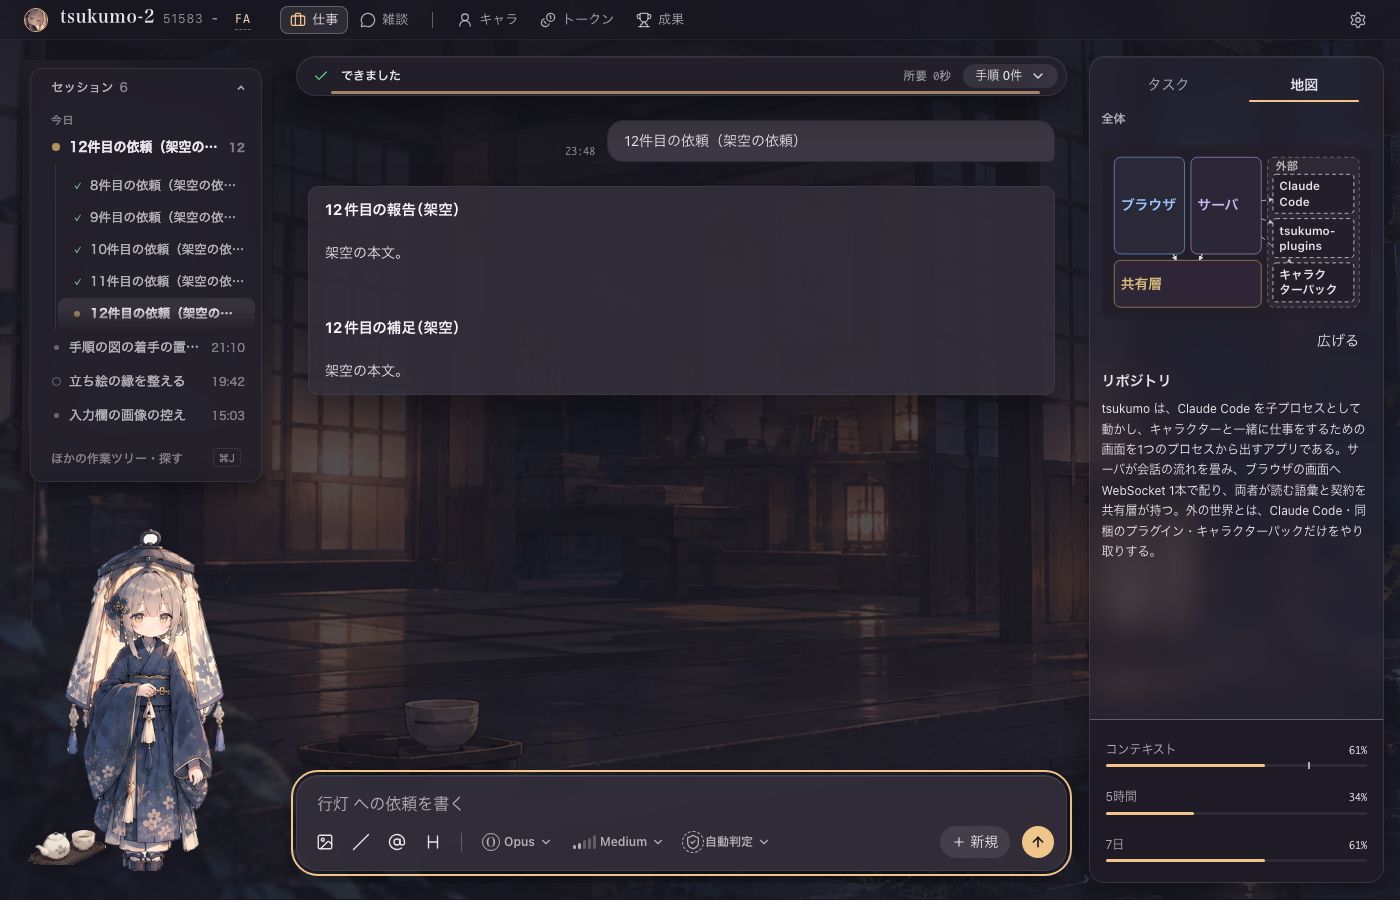 tsukumo-2 51583 - FA 仕事 雑談 キャラ トークン 成果
セッション 6
今日
12件目の依頼（架空の… 12
8件目の依頼（架空の依…
9件目の依頼（架空の依…
10件目の依頼（架空の依…
11件目の依頼（架空の依…
12件目の依頼（架空の…
手順の図の着手の置… 21:10
立ち絵の縁を整える 19:42
入力欄の画像の控え 15:03
ほかの作業ツリー・探す ⌘J
できました 所要 0秒 手順 0件
23:48 12件目の依頼（架空の依頼）
12件目の報告（架空）
架空の本文。
12件目の補足（架空）
架空の本文。
行灯 への依頼を書く
Opus Medium 自動判定 + 新規
タスク 地図
全体
ブラウザ
サーバ
共有層
外部
Claude
Code
tsukumo-
plugins
キャラク
ターパック
広げる
リポジトリ
tsukumo は、Claude Code を子プロセスとして
動かし、キャラクターと一緒に仕事をするための
画面を1つのプロセスから出すアプリである。サ
ーバが会話の流れを畳み、ブラウザの画面へ
WebSocket 1本で配り、両者が読む語彙と契約を
共有層が持つ。外の世界とは、Claude Code・同
梱のプラグイン・キャラクターパックだけをやり
取りする。
コンテキスト 61%
5時間 34%
7日 61%